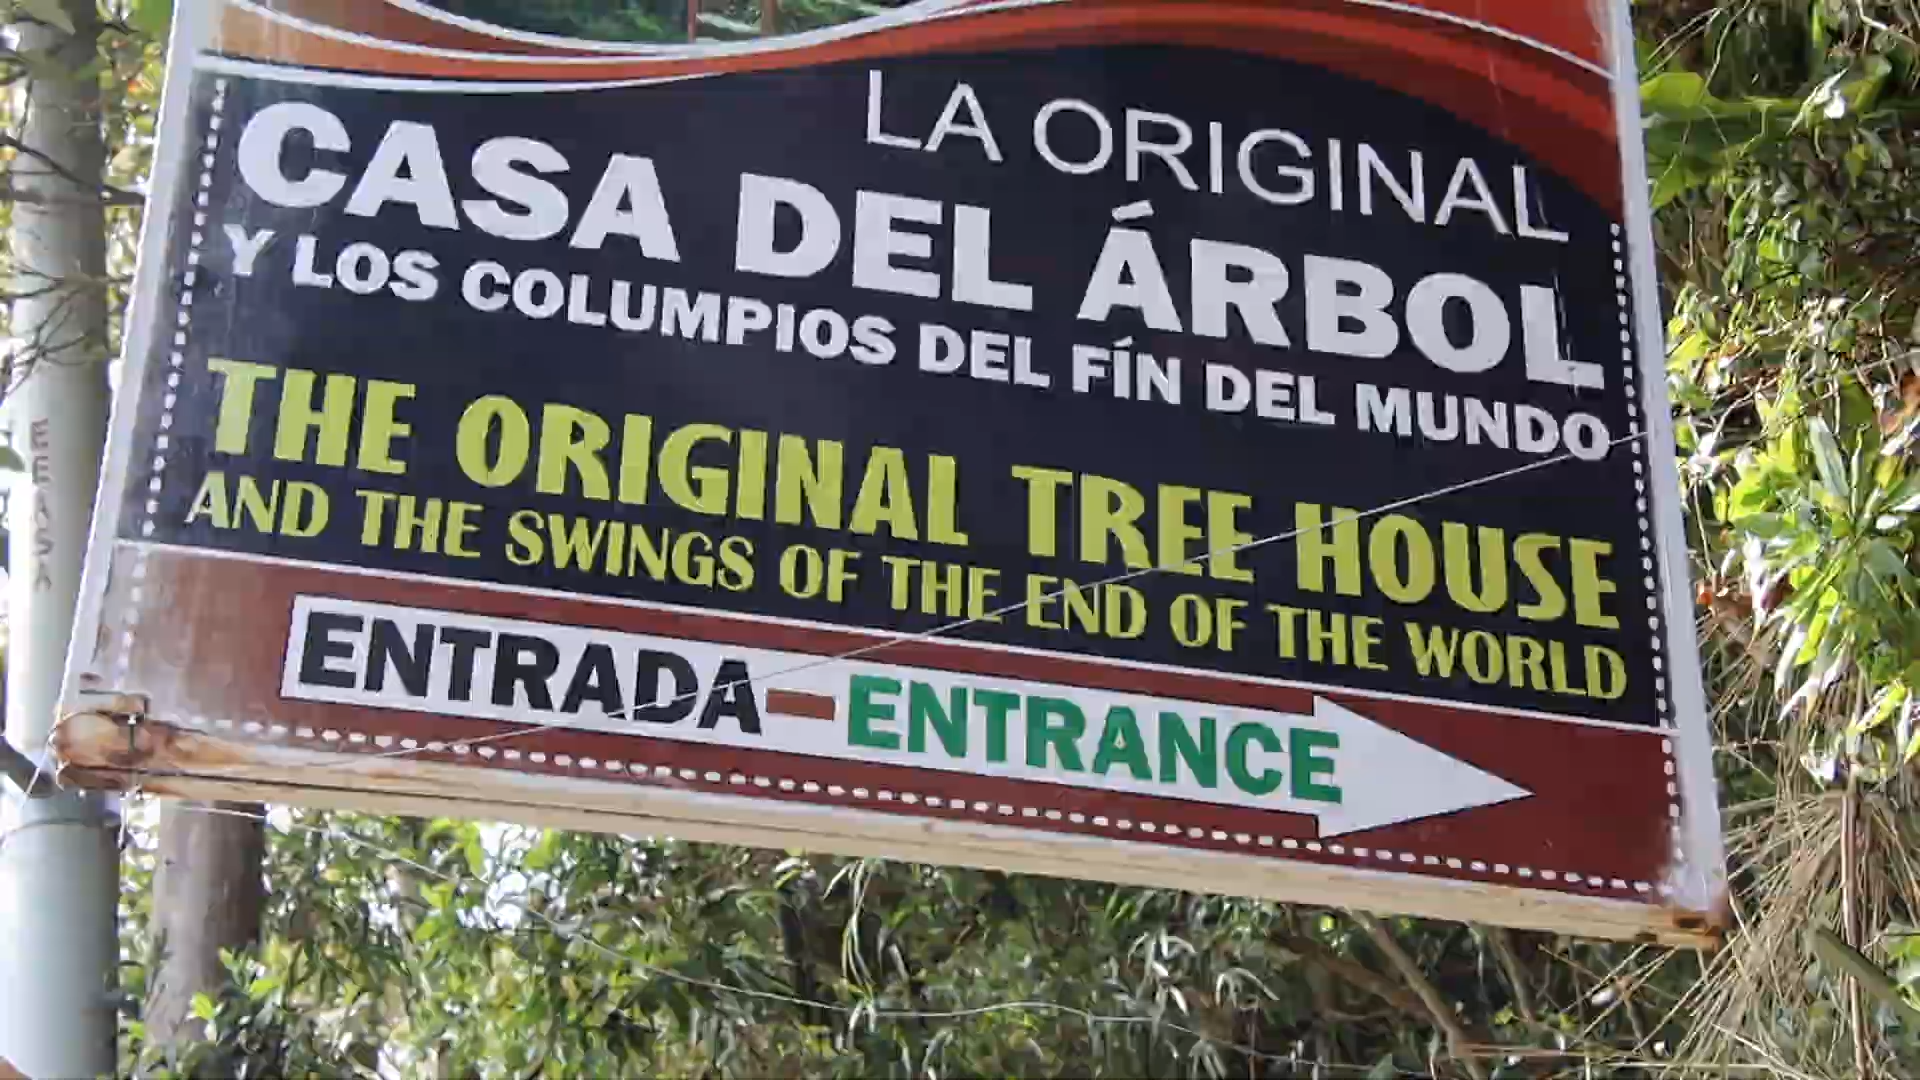 LA ORIGINAL
CASA DEL ÁRBOL
Y LOS COLUMPIOS DEL FÍN DEL MUNDO
THE ORIGINAL TREE HOUSE
AND THE SWINGS OF THE END OF THE WORLD
ENTRADA-ENTRANCE
EEASA